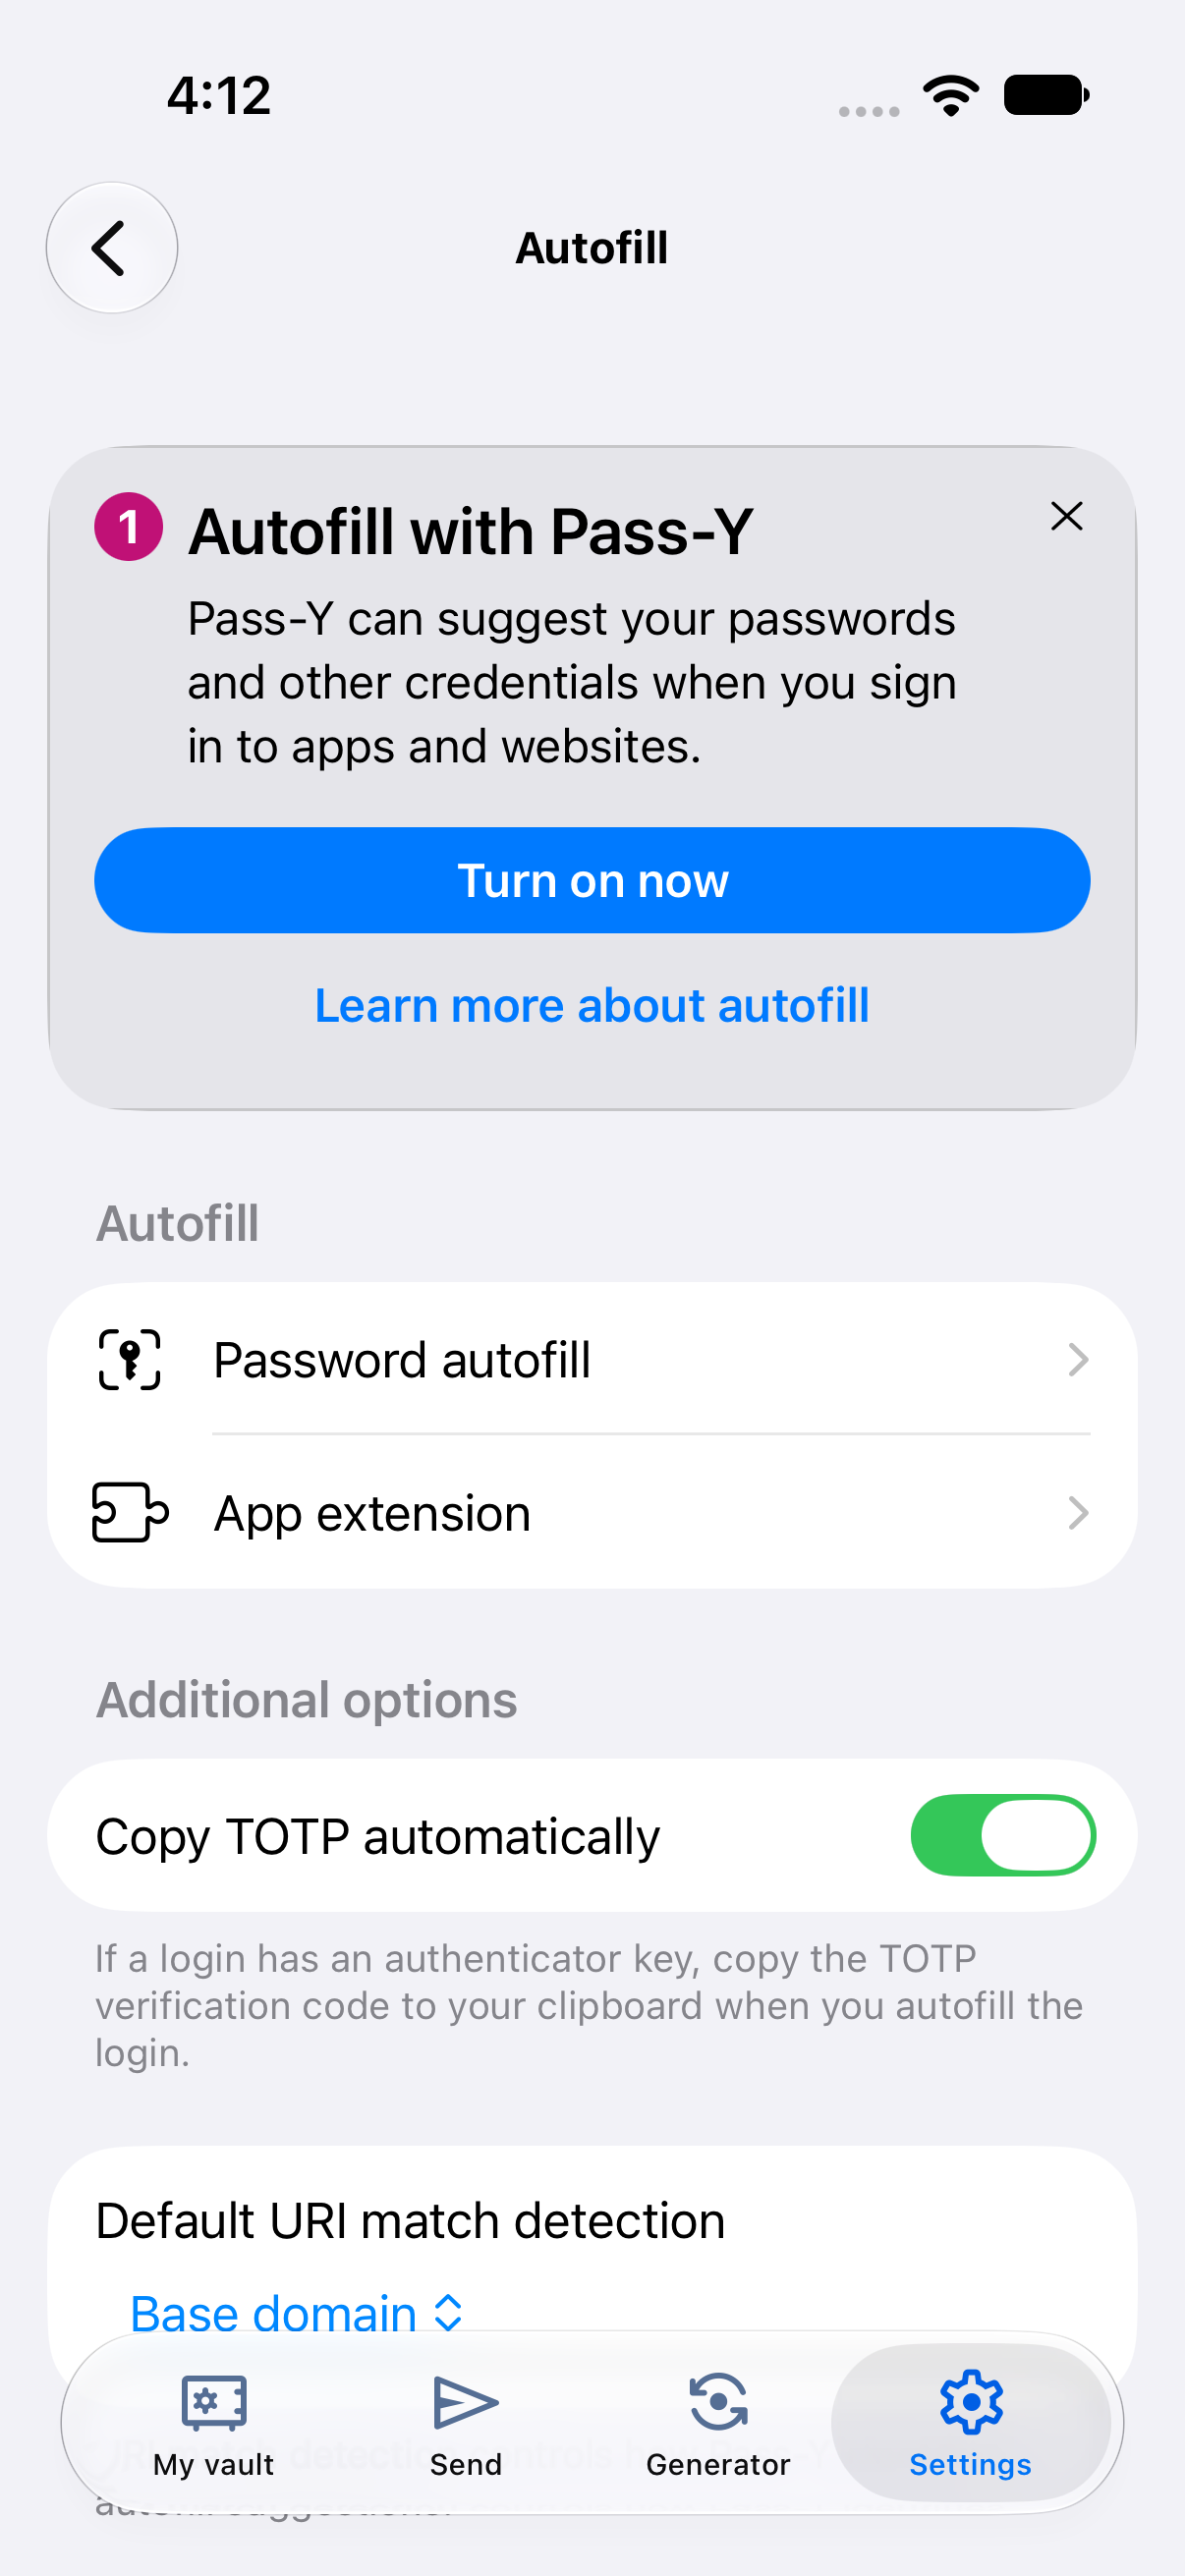 4:12
Autofill
1
Autofill with Pass-Y
Pass-Y can suggest your passwords
and other credentials when you sign
in to apps and websites.
Turn on now
Learn more about autofill
Autofill
Password autofill
App extension
Additional options
Copy TOTP automatically
If a login has an authenticator key, copy the TOTP
verification code to your clipboard when you autofill the
login.
Default URI match detection
Base domain
My vault
Send
Generator
Settings